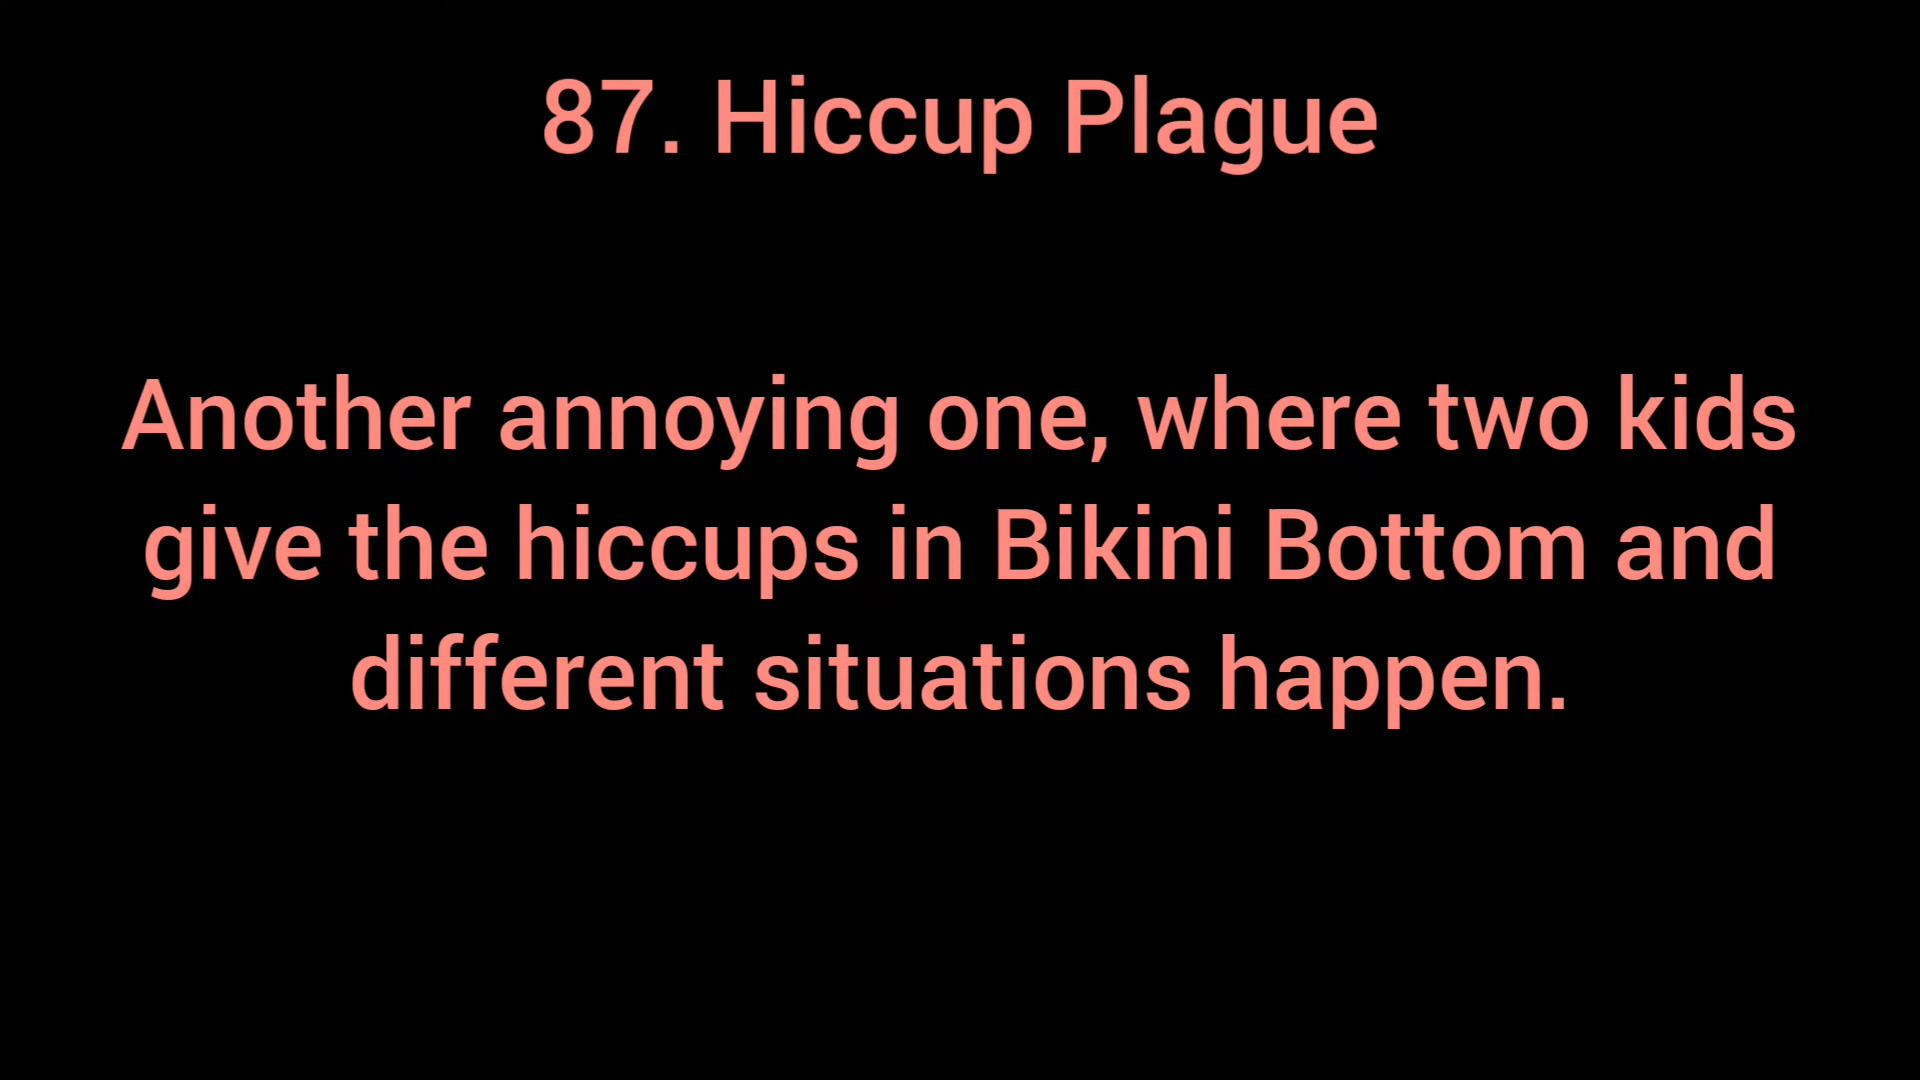 87. Hiccup Plague
Another annoying one, where two kids
give the hiccups in Bikini Bottom and
different situations happen.